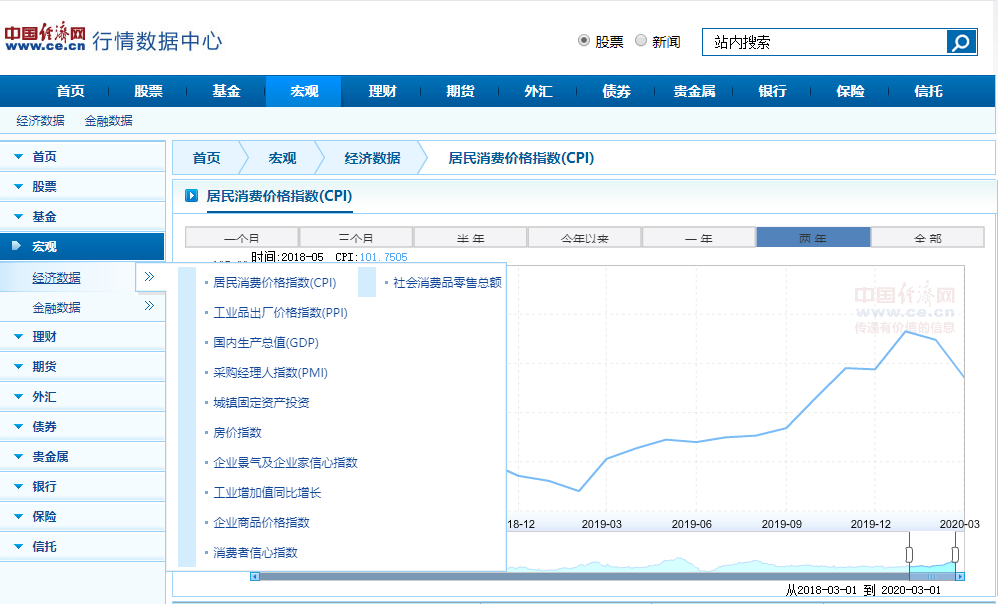 中国经济网
www.ce.cn 行情数据中心
股票 新闻 站内搜索
首页 股票 基金 宏观 理财 期货 外汇 债券 贵金属 银行 保险 信托
经济数据 金融数据
首页
股票
基金
宏观
经济数据
金融数据
理财
期货
外汇
债券
贵金属
银行
保险
信托
首页 宏观 经济数据 居民消费价格指数(CPI)
居民消费价格指数(CPI)
一个月 三个月 半 年 今年以来 一 年 两 年 全 部
时间:2018-05 CPI:101.7505
居民消费价格指数(CPI) 社会消费品零售总额
工业品出厂价格指数(PPI)
国内生产总值(GDP)
采购经理人指数(PMI)
城镇固定资产投资
房价指数
企业景气及企业家信心指数
工业增加值同比增长
企业商品价格指数
消费者信心指数
中国经济网
www.ce.cn
传递有价值的信息
18-12 2019-03 2019-06 2019-09 2019-12 2020-03
从2018-03-01 到 2020-03-01